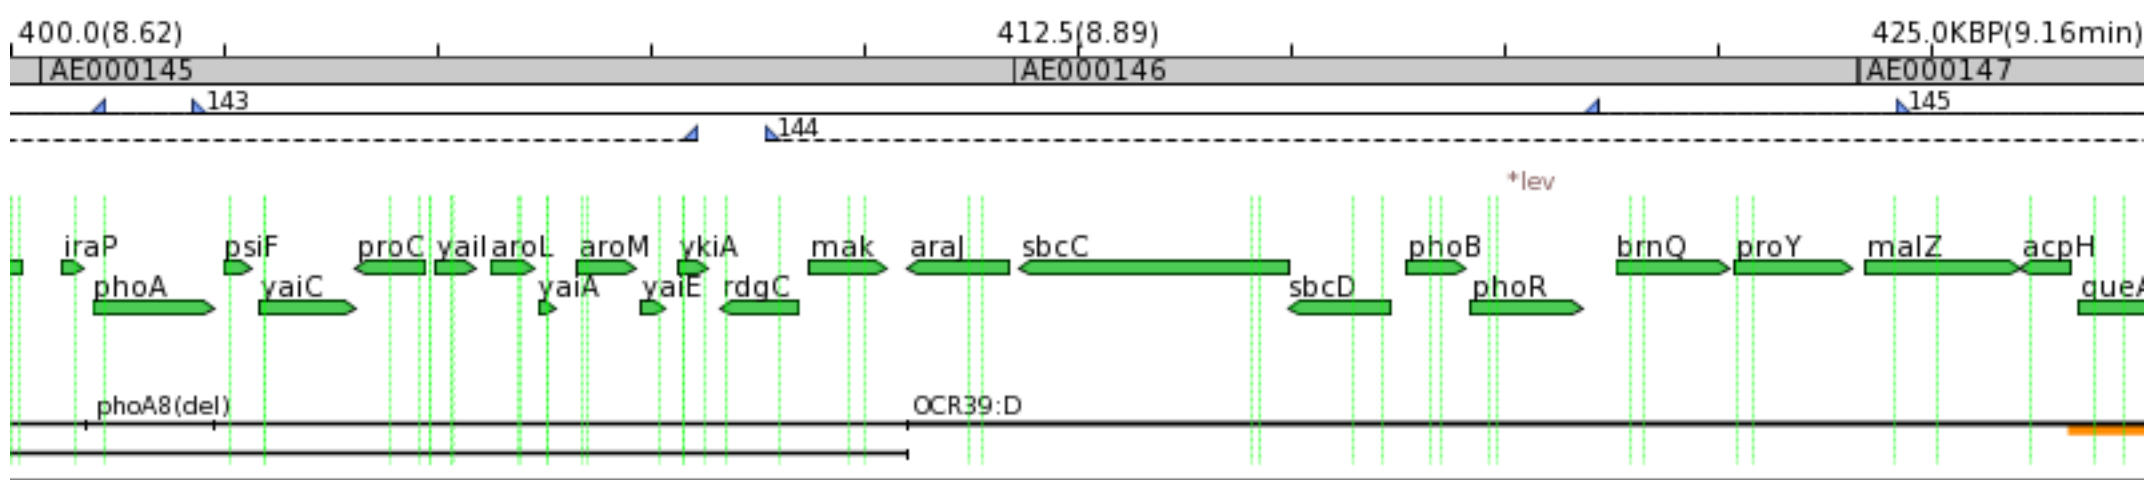 400.0(8.62) 412.5(8.89) 425.0KBP(9.16min)
AE000145 AE000146 AE000147
143 145
144
*lev
iraP psiF proC yaiI aroL aroM ykiA mak araJ sbcC phoB brnQ proY malZ acpH
phoA yaiC yaiA yaiE rdgC sbcD phoR queA
phoA8(del) OCR39:D